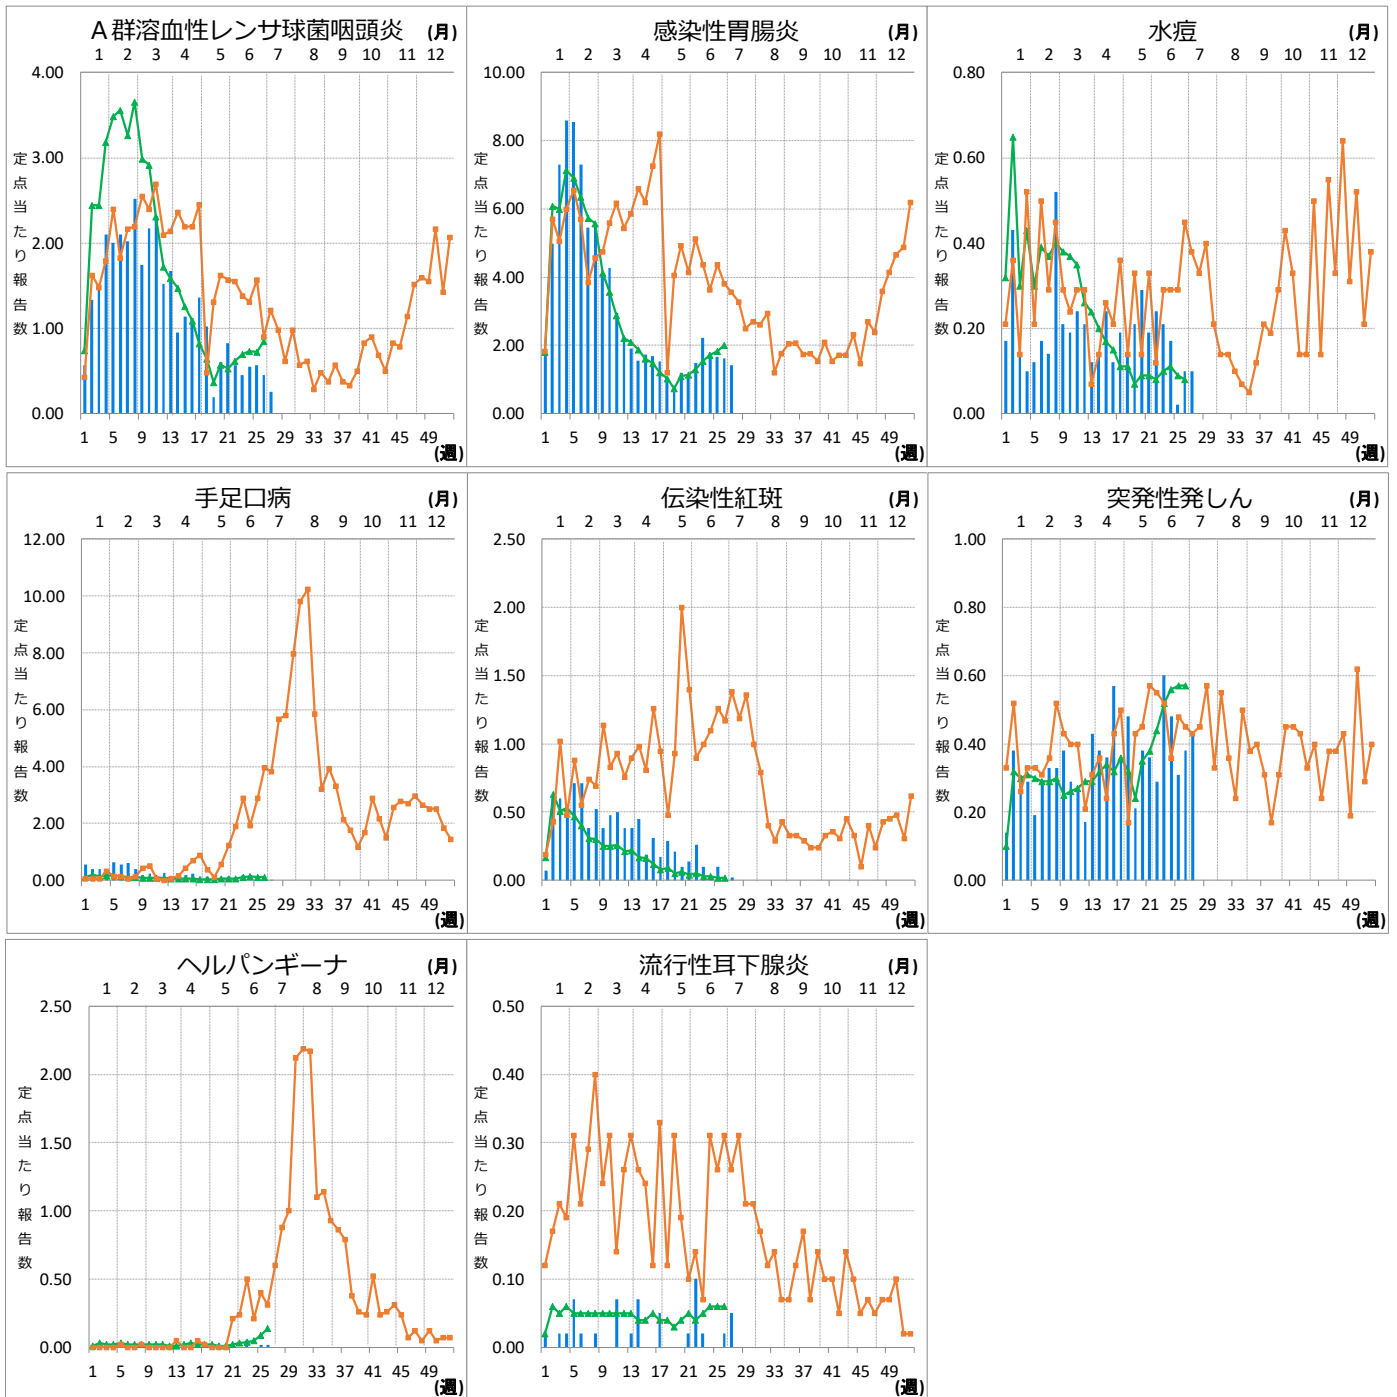 A群溶血性レンサ球菌咽頭炎 (月)
1 2 3 4 5 6 7 8 9 10 11 12
4.00
3.00
2.00
1.00
0.00
定点当たり報告数
1 5 9 13 17 21 25 29 33 37 41 45 49
(週)
感染性胃腸炎 (月)
1 2 3 4 5 6 7 8 9 10 11 12
10.00
8.00
6.00
4.00
2.00
0.00
定点当たり報告数
1 5 9 13 17 21 25 29 33 37 41 45 49
(週)
水痘 (月)
1 2 3 4 5 6 7 8 9 10 11 12
0.80
0.60
0.40
0.20
0.00
定点当たり報告数
1 5 9 13 17 21 25 29 33 37 41 45 49
(週)
手足口病 (月)
1 2 3 4 5 6 7 8 9 10 11 12
12.00
10.00
8.00
6.00
4.00
2.00
0.00
定点当たり報告数
1 5 9 13 17 21 25 29 33 37 41 45 49
(週)
伝染性紅斑 (月)
1 2 3 4 5 6 7 8 9 10 11 12
2.50
2.00
1.50
1.00
0.50
0.00
定点当たり報告数
1 5 9 13 17 21 25 29 33 37 41 45 49
(週)
突発性発しん (月)
1 2 3 4 5 6 7 8 9 10 11 12
1.00
0.80
0.60
0.40
0.20
0.00
定点当たり報告数
1 5 9 13 17 21 25 29 33 37 41 45 49
(週)
ヘルパンギーナ (月)
1 2 3 4 5 6 7 8 9 10 11 12
2.50
2.00
1.50
1.00
0.50
0.00
定点当たり報告数
1 5 9 13 17 21 25 29 33 37 41 45 49
(週)
流行性耳下腺炎 (月)
1 2 3 4 5 6 7 8 9 10 11 12
0.50
0.40
0.30
0.20
0.10
0.00
定点当たり報告数
1 5 9 13 17 21 25 29 33 37 41 45 49
(週)